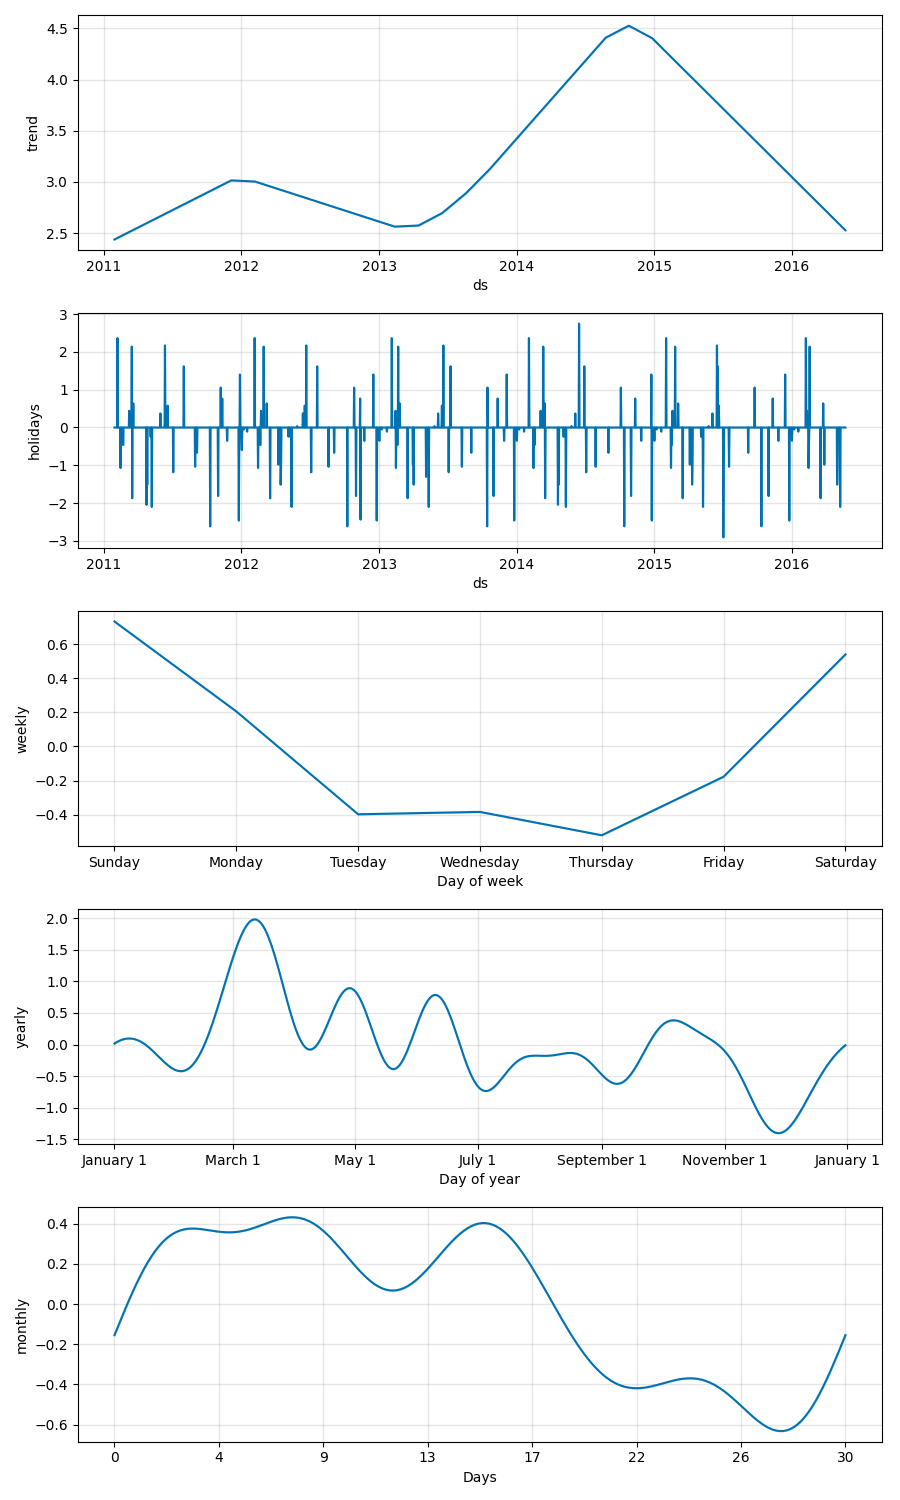 4.5
4.0
3.5
3.0
2.5
trend
2011 2012 2013 2014 2015 2016
ds
3
2
1
0
−1
−2
−3
holidays
2011 2012 2013 2014 2015 2016
ds
0.6
0.4
0.2
0.0
−0.2
−0.4
weekly
Sunday Monday Tuesday Wednesday Thursday Friday Saturday
Day of week
2.0
1.5
1.0
0.5
0.0
−0.5
−1.0
−1.5
yearly
January 1 March 1 May 1 July 1 September 1 November 1 January 1
Day of year
0.4
0.2
0.0
−0.2
−0.4
−0.6
monthly
0 4 9 13 17 22 26 30
Days